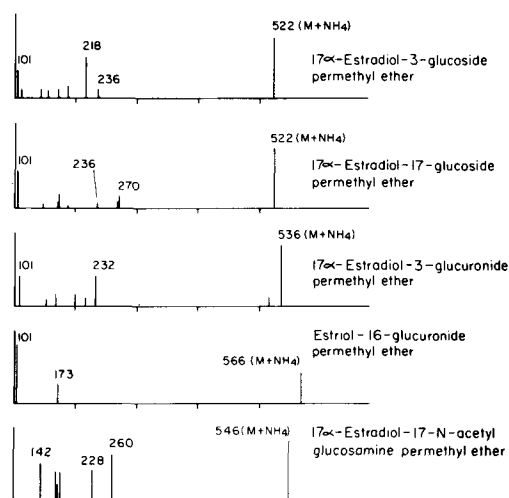 522 (M+NH4)
218
101
236
17α-Estradiol-3-glucoside
permethyl ether
522 (M+NH4)
236
101
270
17α-Estradiol-17-glucoside
permethyl ether
536 (M+NH4)
101
232
17α-Estradiol-3-glucuronide
permethyl ether
101
173
566 (M+NH4)
Estriol-16-glucuronide
permethyl ether
546(M+NH4)
142
228
260
17α-Estradiol-17-N-acetyl
glucosamine permethyl ether